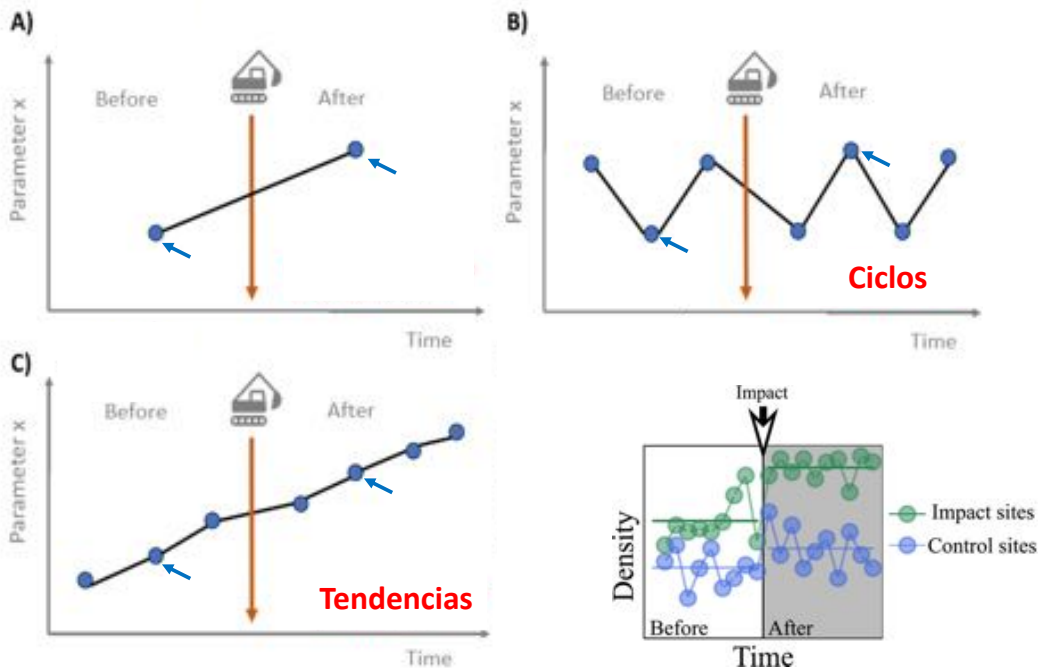 A)
Parameter x
Before
After
Time
B)
Parameter x
Before
After
Ciclos
Time
C)
Parameter x
Before
After
Tendencias
Time
Impact
Density
Impact sites
Control sites
Before
After
Time